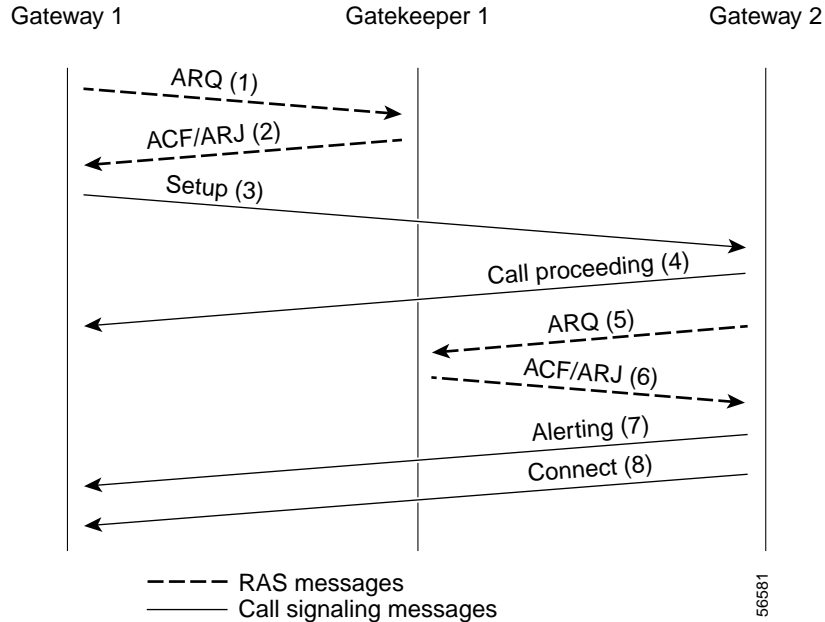 Gateway 1
Gatekeeper 1
Gateway 2
ARQ (1)
ACF/ARJ (2)
Setup (3)
Call proceeding (4)
ARQ (5)
ACF/ARJ (6)
Alerting (7)
Connect (8)
RAS messages
Call signaling messages
56581